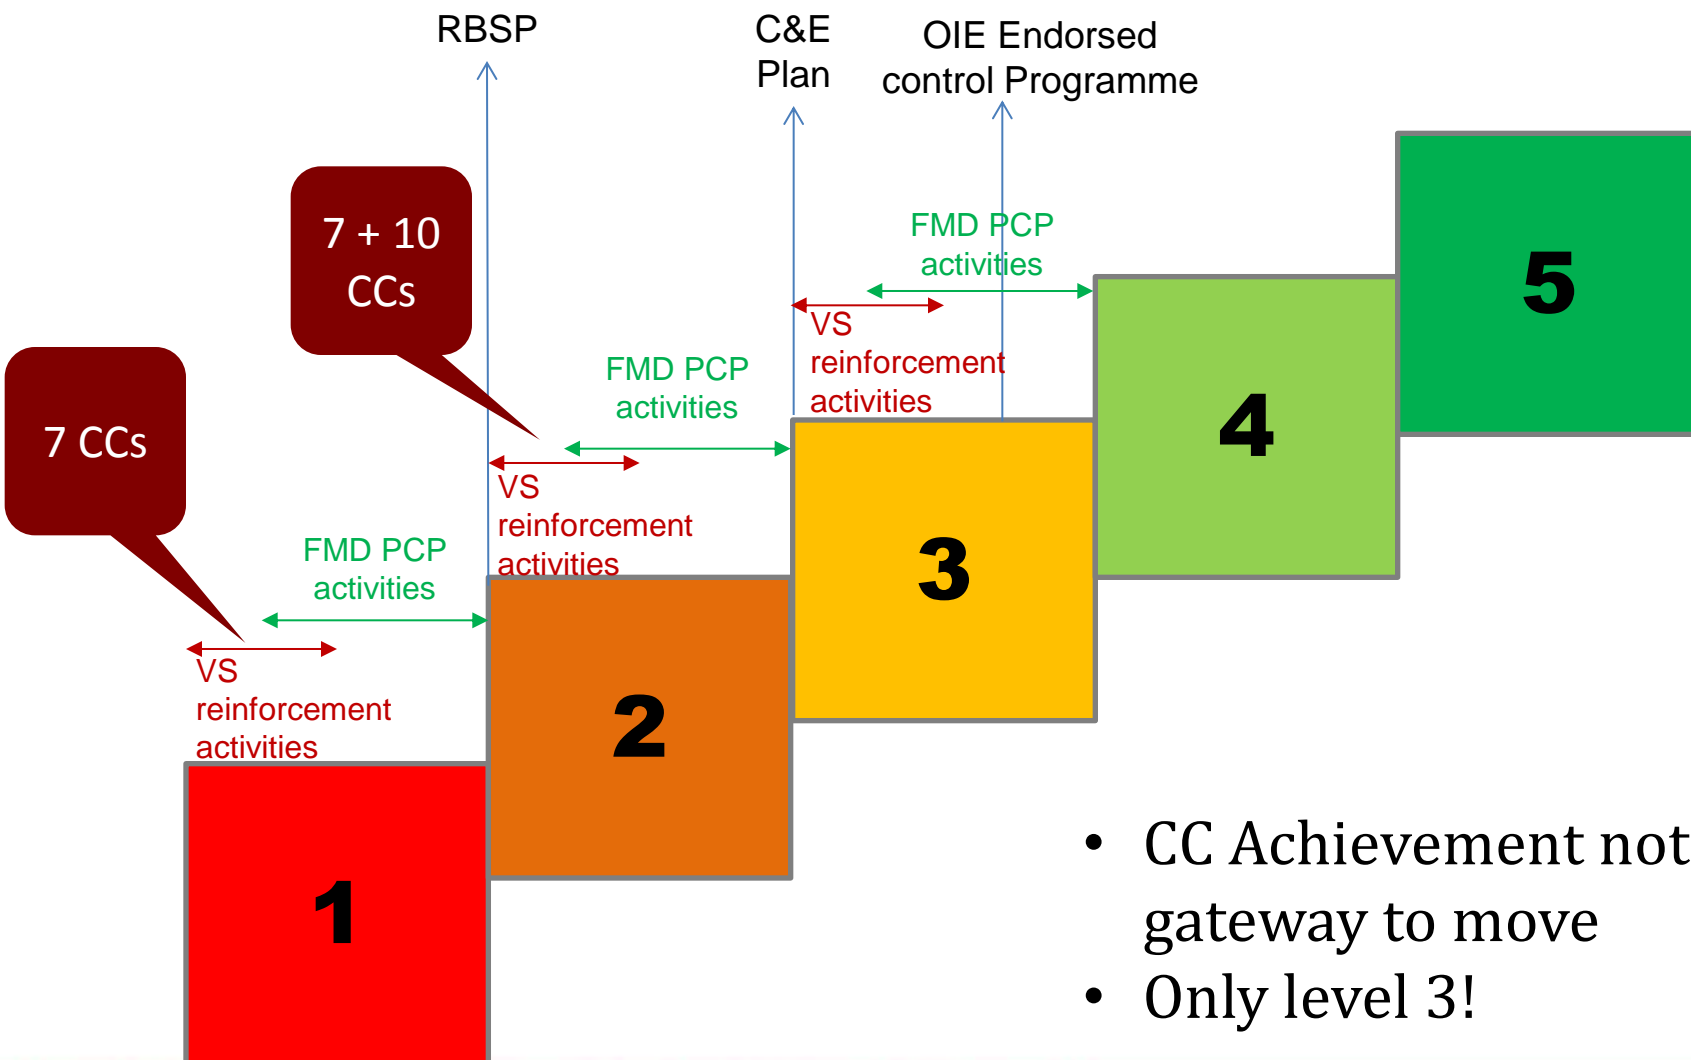 RBSP
C&E
Plan
OIE Endorsed
control Programme
7 + 10
CCs
FMD PCP
activities
5
VS
reinforcement
activities
FMD PCP
activities
4
7 CCs
VS
reinforcement
activities
3
FMD PCP
activities
VS
reinforcement
activities
2
1
• CC Achievement not
gateway to move
• Only level 3!